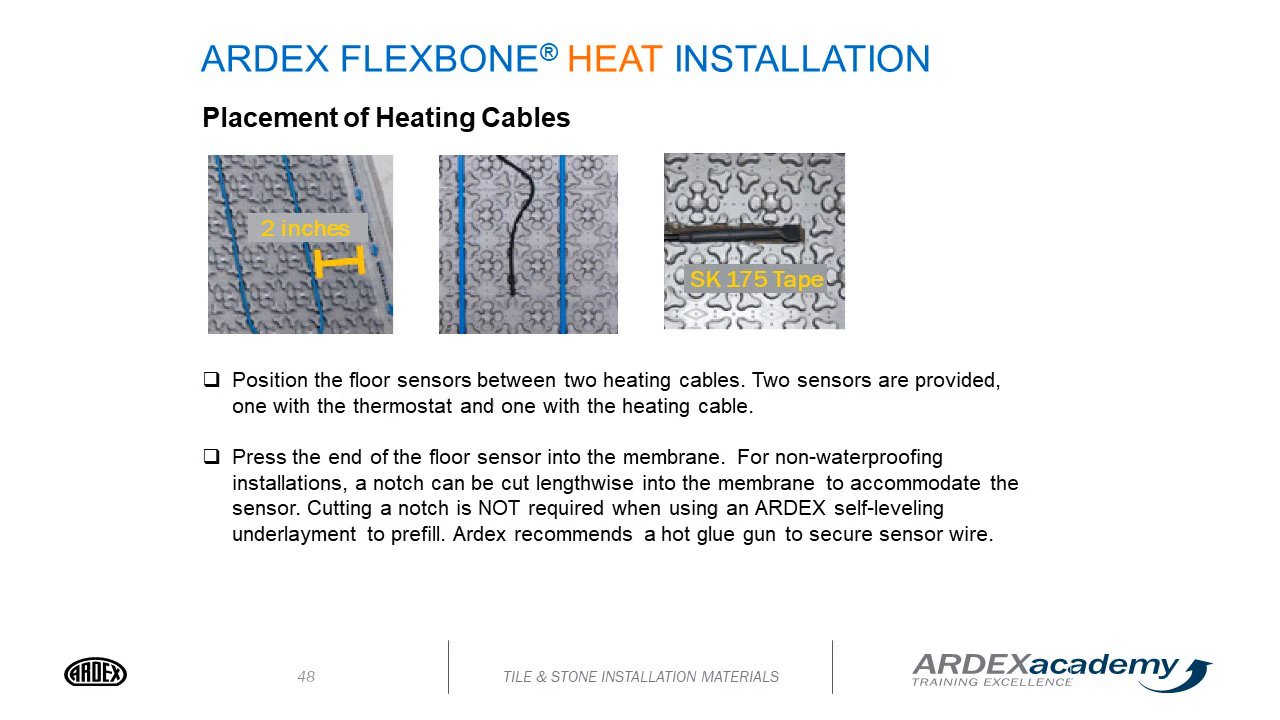 ARDEX FLEXBONE® HEAT INSTALLATION
Placement of Heating Cables
2 inches
SK 175 Tape
❑ Position the floor sensors between two heating cables. Two sensors are provided,
one with the thermostat and one with the heating cable.
❑ Press the end of the floor sensor into the membrane. For non-waterproofing
installations, a notch can be cut lengthwise into the membrane to accommodate the
sensor. Cutting a notch is NOT required when using an ARDEX self-leveling
underlayment to prefill. Ardex recommends a hot glue gun to secure sensor wire.
ARDEX
48
TILE & STONE INSTALLATION MATERIALS
ARDEXacademy
TRAINING EXCELLENCE